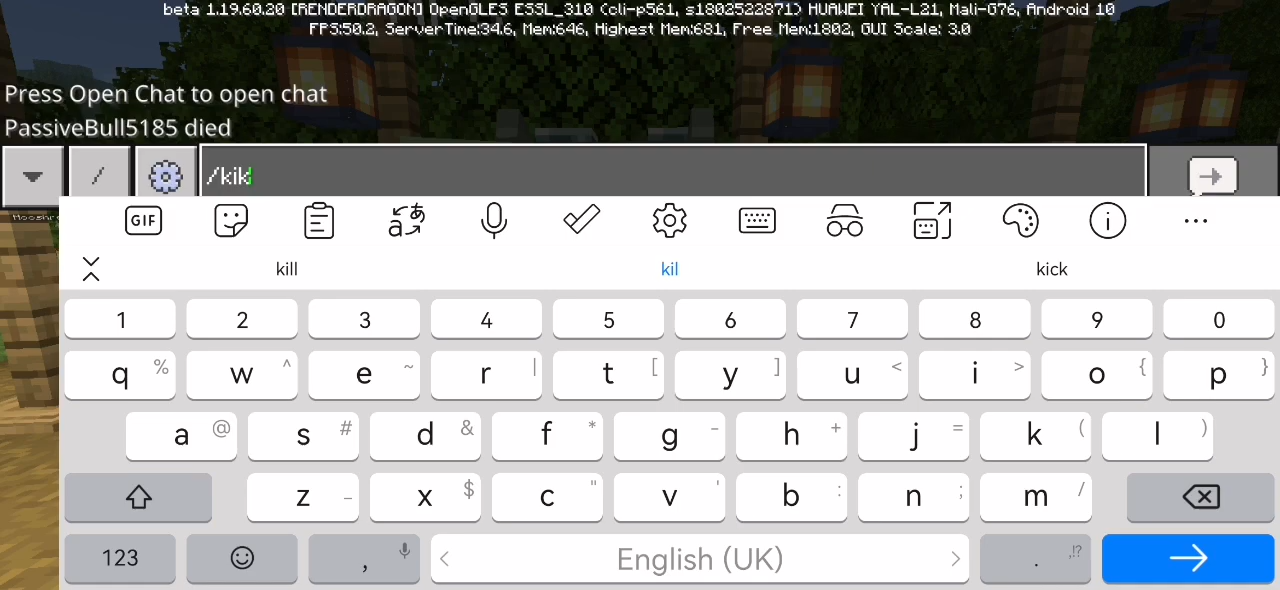 beta 1.19.60.20 [RENDERDRAGON] OpenGLES ESSL_310 (cli-p561, s1802522871) HUAWEI YAL-L21, Mali-G76, Android 10
FPS:50.2, ServerTime:34.6, Mem:646, Highest Mem:681, Free Mem:1802, GUI Scale: 3.0
Press Open Chat to open chat
PassiveBull5185 died
/ /kil
GIF
kill kil kick
1 2 3 4 5 6 7 8 9 0
q % w ^ e ~ r | t [ y ] u < i > o { p }
a @ s # d & f * g - h + j = k ( l )
z _ x $ c " v ' b : n ; m /
123 , < English (UK) > . ,!?